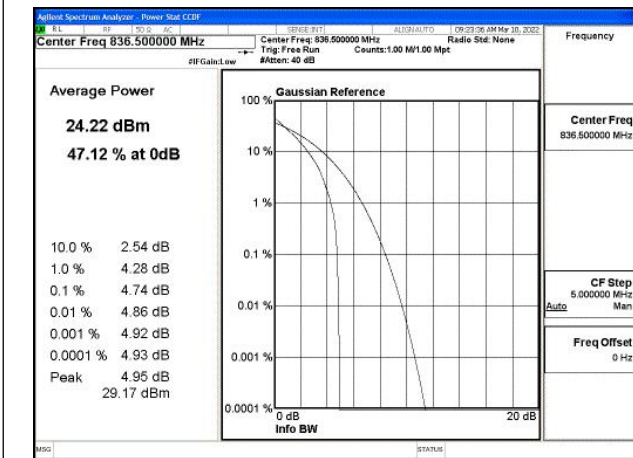 Agilent Spectrum Analyzer - Power Stat CCDF
RL RF 50 Ω AC SENSE:INT ALIGN AUTO 09:23:36 AM Mar 10, 2022
Center Freq 836.500000 MHz
Center Freq: 836.500000 MHz Radio Std: None
Trig: Free Run Counts:1.00 M/1.00 Mpt
#IFGain:Low #Atten: 40 dB
Frequency
Average Power
24.22 dBm
47.12 % at 0dB
10.0 % 2.54 dB
1.0 % 4.28 dB
0.1 % 4.74 dB
0.01 % 4.86 dB
0.001 % 4.92 dB
0.0001 % 4.93 dB
Peak 4.95 dB
29.17 dBm
Gaussian Reference
100 %
10 %
1 %
0.1 %
0.01 %
0.001 %
0.0001 %
0 dB 20 dB
Info BW
Center Freq
836.500000 MHz
CF Step
5.000000 MHz
Auto Man
Freq Offset
0 Hz
MSG STATUS